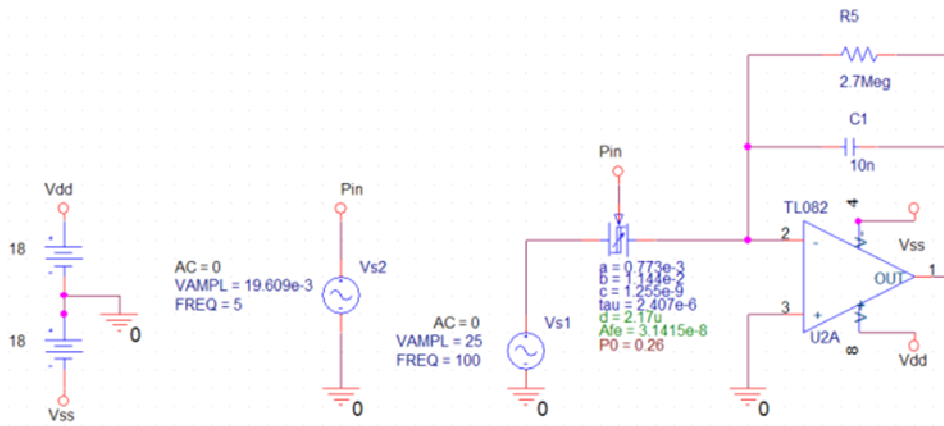 Vdd
18
18
0
Vss
Pin
Vs2
AC = 0
VAMPL = 19.609e-3
FREQ = 5
0
AC = 0
VAMPL = 25
FREQ = 100
Vs1
0
Pin
a = 0.773e-3
b = 1.144e-2
c = 1.255e-9
tau = 2.407e-6
d = 2.17u
Afe = 3.1415e-8
P0 = 0.26
R5
2.7Meg
C1
10n
TL082
4
V-
Vss
2
-
OUT
1
3
+
V+
U2A
8
Vdd
0